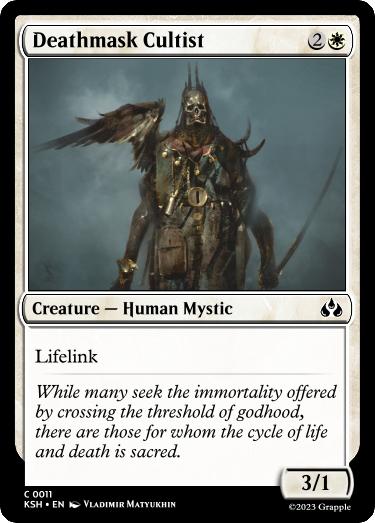 Deathmask Cultist 2
Creature — Human Mystic
Lifelink
While many seek the immortality offered
by crossing the threshold of godhood,
there are those for whom the cycle of life
and death is sacred.
3/1
C 0011
KSH • EN Vladimir Matyukhin
©2023 Grapple